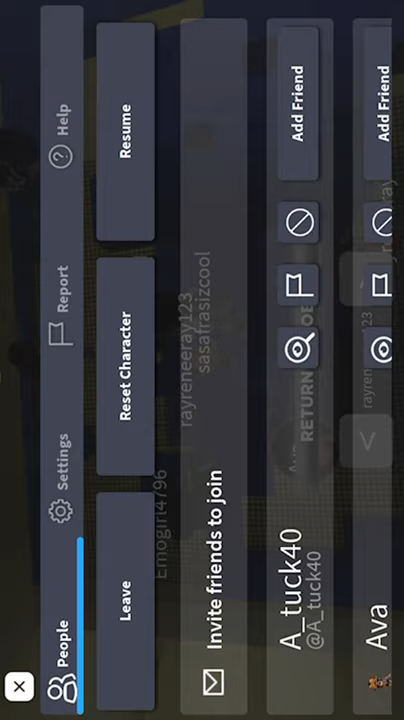 People
Settings
Report
Help
Leave
Reset Character
Resume
Emogirl4796
rayreneeray123
sasafrasizcool
Invite friends to join
A_tuck40
@A_tuck40
Add Friend
RETURN
Ava
Add Friend